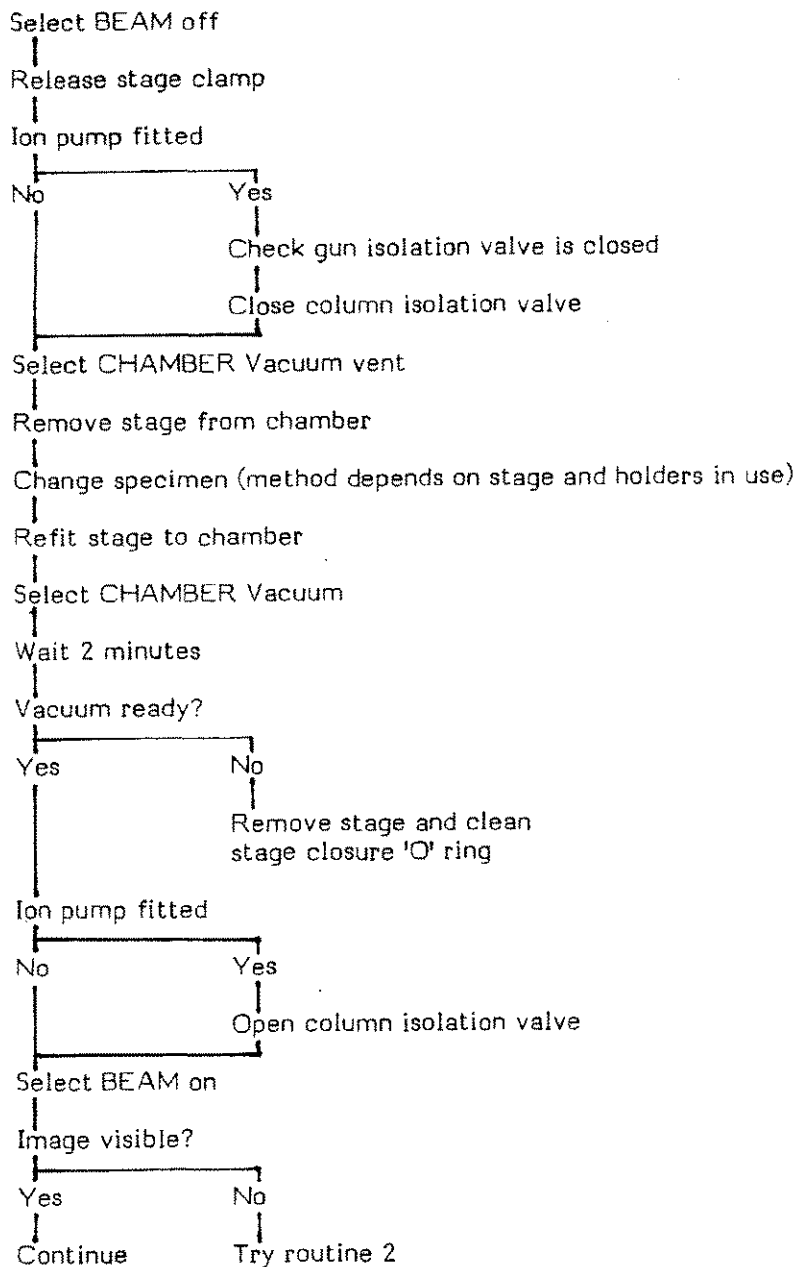 Select BEAM off
Release stage clamp
Ion pump fitted
No Yes
Check gun isolation valve is closed
Close column isolation valve
Select CHAMBER Vacuum vent
Remove stage from chamber
Change specimen (method depends on stage and holders in use)
Refit stage to chamber
Select CHAMBER Vacuum
Wait 2 minutes
Vacuum ready?
Yes No
Remove stage and clean
stage closure 'O' ring
Ion pump fitted
No Yes
Open column isolation valve
Select BEAM on
Image visible?
Yes No
Continue Try routine 2